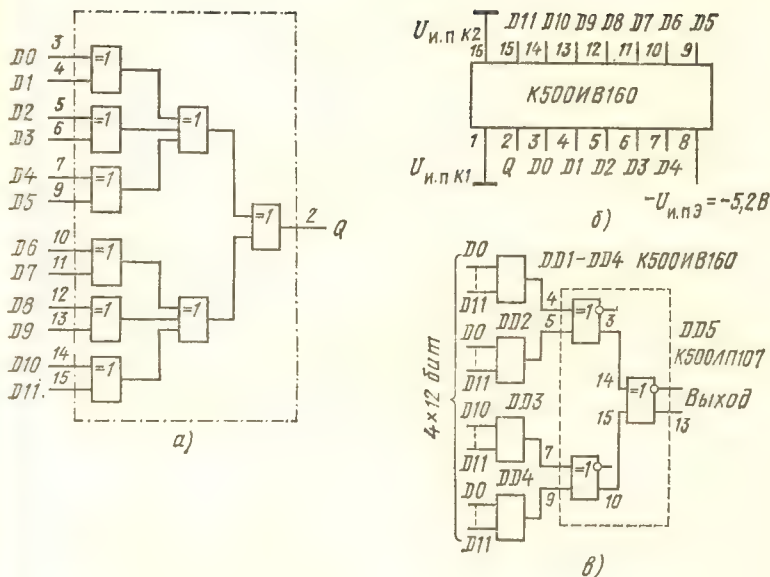 D0 3
D1 4
=1
D2 5
D3 6
=1
D4 7
D5 9
=1
=1
D6 10
D7 11
=1
D8 12
D9 13
=1
D10 14
D11. 15
=1
=1
=1
2 Q
а)
Uи.п к2 D11 D10 D9 D8 D7 D6 D5
16 15 14 13 12 11 10 9
К500ИВ160
1 2 3 4 5 6 7 8
Uи.п к1 Q D0 D1 D2 D3 D4
-Uи.п э = -5,2В
б)
4×12 бит
D0
D11
DD1-DD4 К500ИВ160
D0
D11
DD2
D10
D11
DD3
D0
D11
DD4
4
5
=1
3
7
9
=1
10
14
15
=1
DD5
К500ЛП107
Выход
13
в)